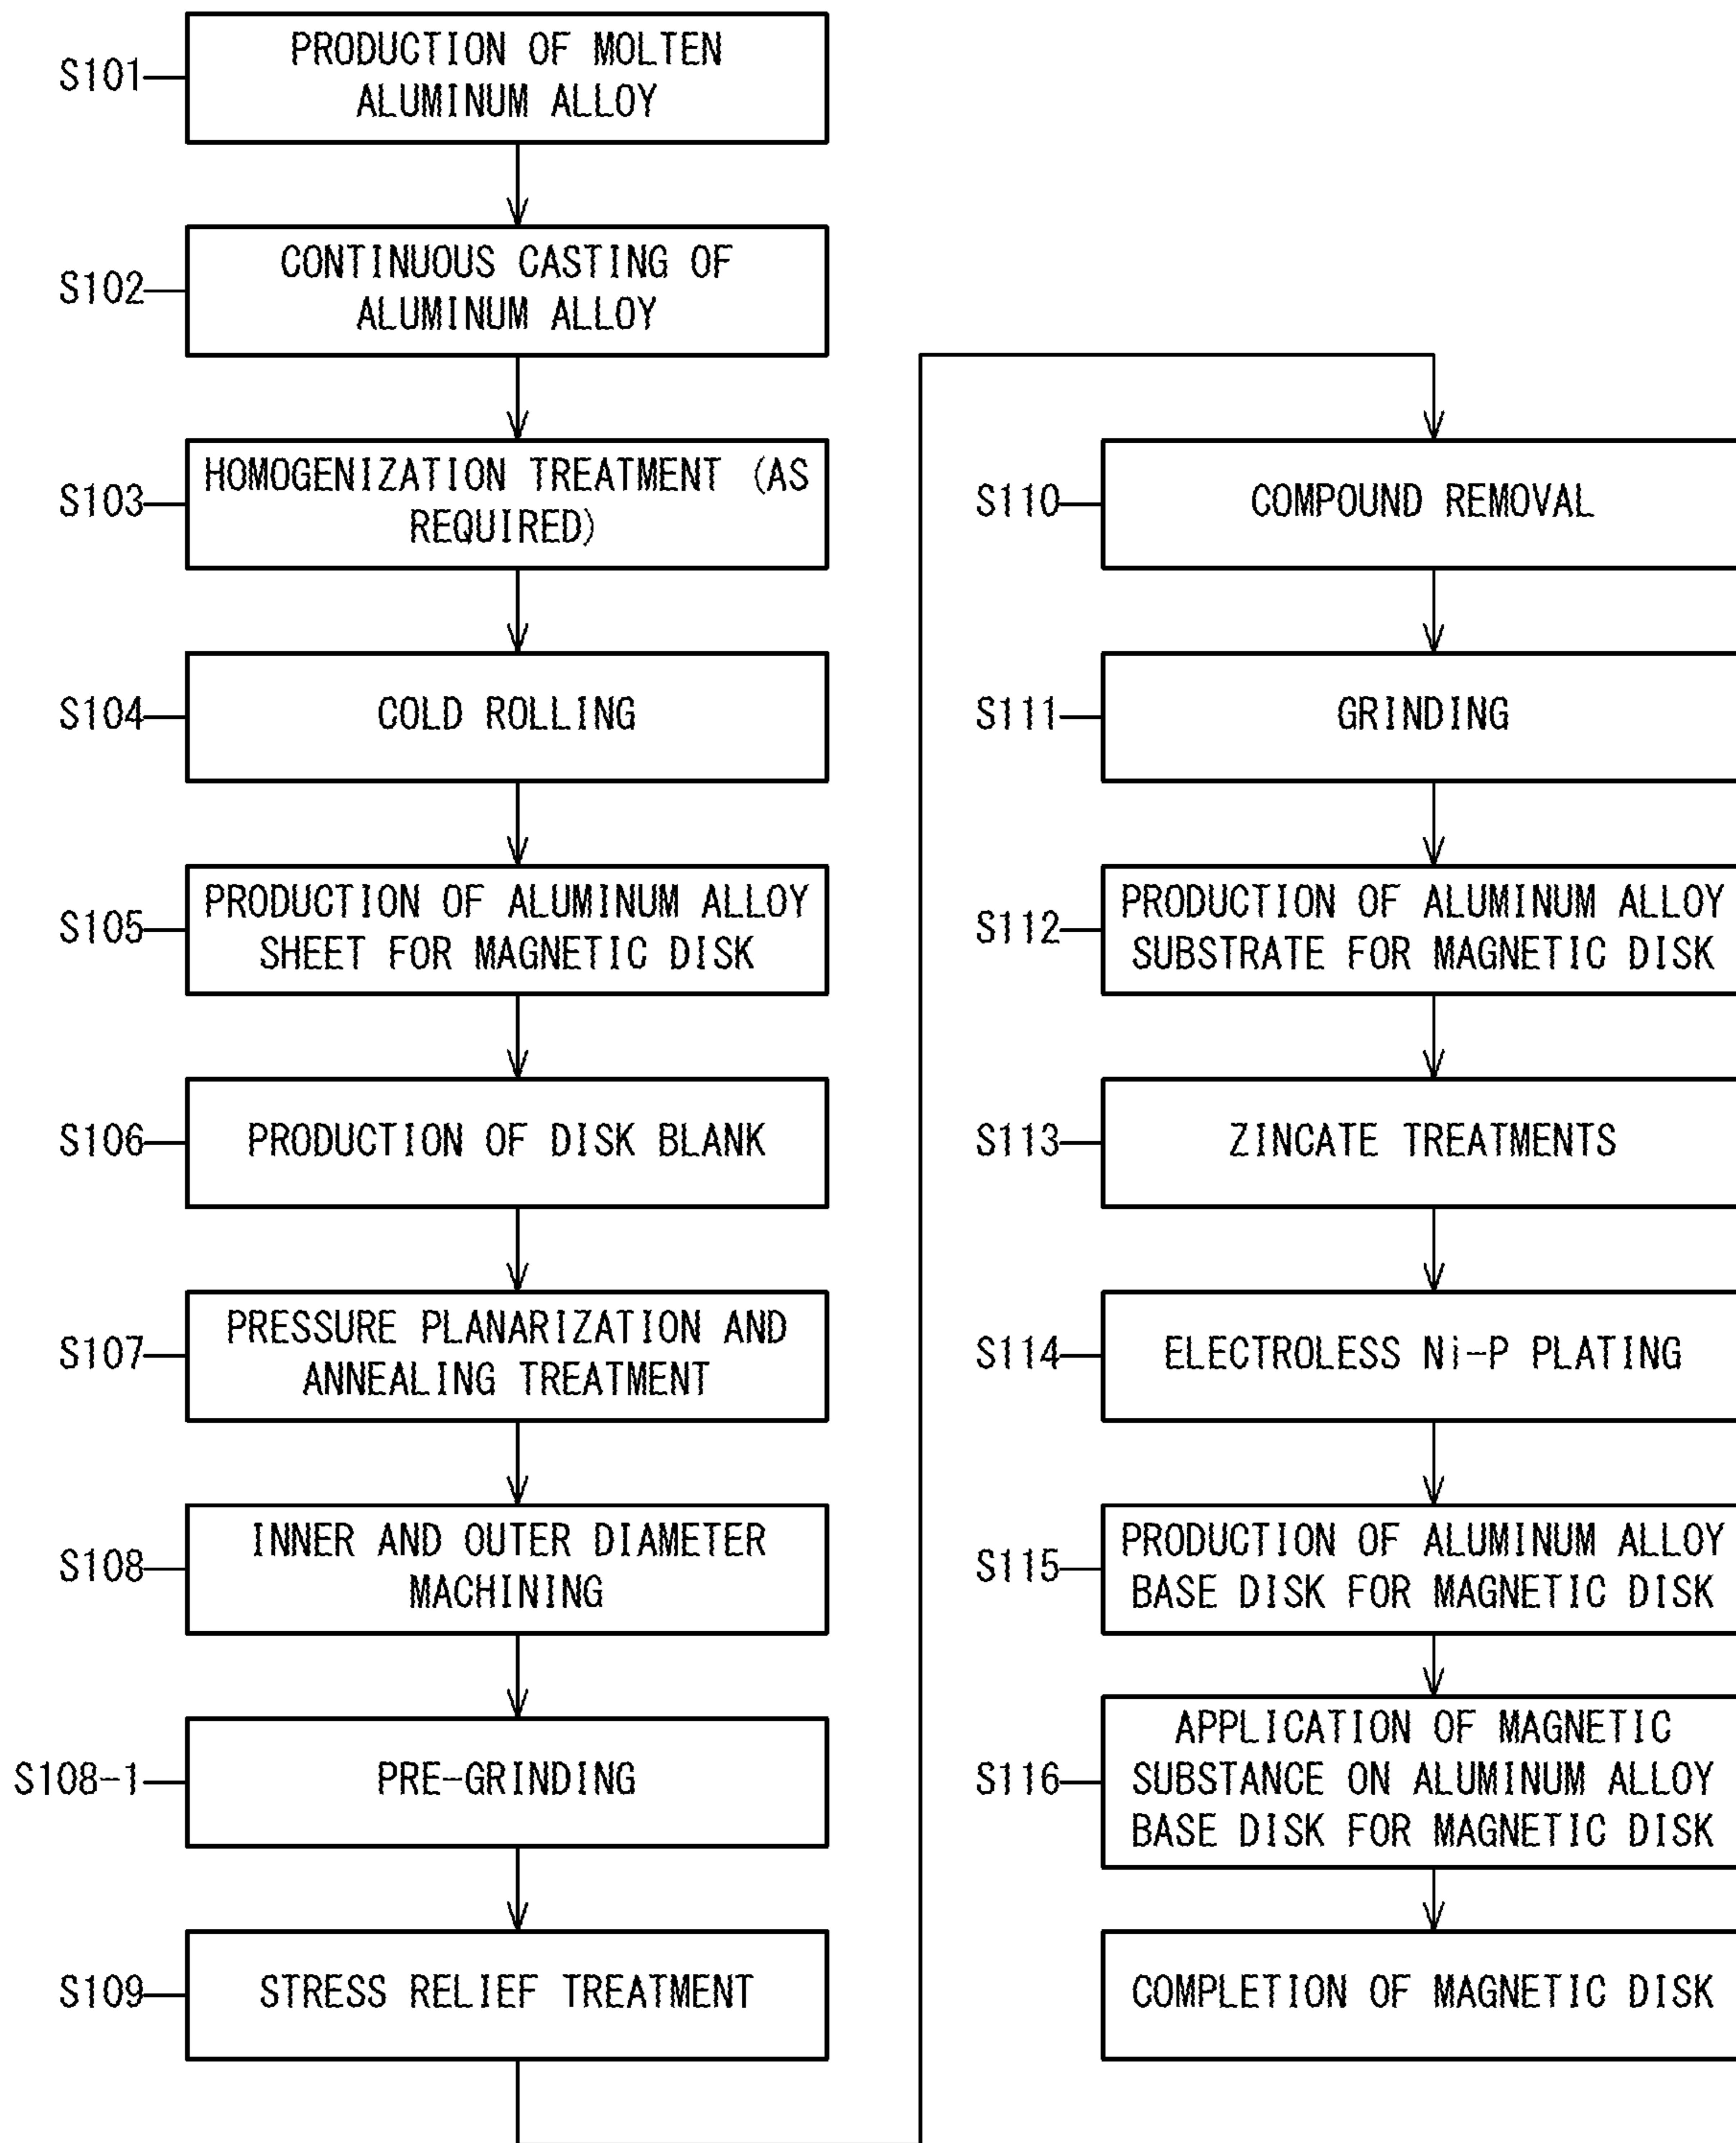 S101
PRODUCTION OF MOLTEN
ALUMINUM ALLOY
S102
CONTINUOUS CASTING OF
ALUMINUM ALLOY
S103
HOMOGENIZATION TREATMENT (AS
REQUIRED)
S104
COLD ROLLING
S105
PRODUCTION OF ALUMINUM ALLOY
SHEET FOR MAGNETIC DISK
S106
PRODUCTION OF DISK BLANK
S107
PRESSURE PLANARIZATION AND
ANNEALING TREATMENT
S108
INNER AND OUTER DIAMETER
MACHINING
S108-1
PRE-GRINDING
S109
STRESS RELIEF TREATMENT
S110
COMPOUND REMOVAL
S111
GRINDING
S112
PRODUCTION OF ALUMINUM ALLOY
SUBSTRATE FOR MAGNETIC DISK
S113
ZINCATE TREATMENTS
S114
ELECTROLESS Ni-P PLATING
S115
PRODUCTION OF ALUMINUM ALLOY
BASE DISK FOR MAGNETIC DISK
S116
APPLICATION OF MAGNETIC
SUBSTANCE ON ALUMINUM ALLOY
BASE DISK FOR MAGNETIC DISK
COMPLETION OF MAGNETIC DISK